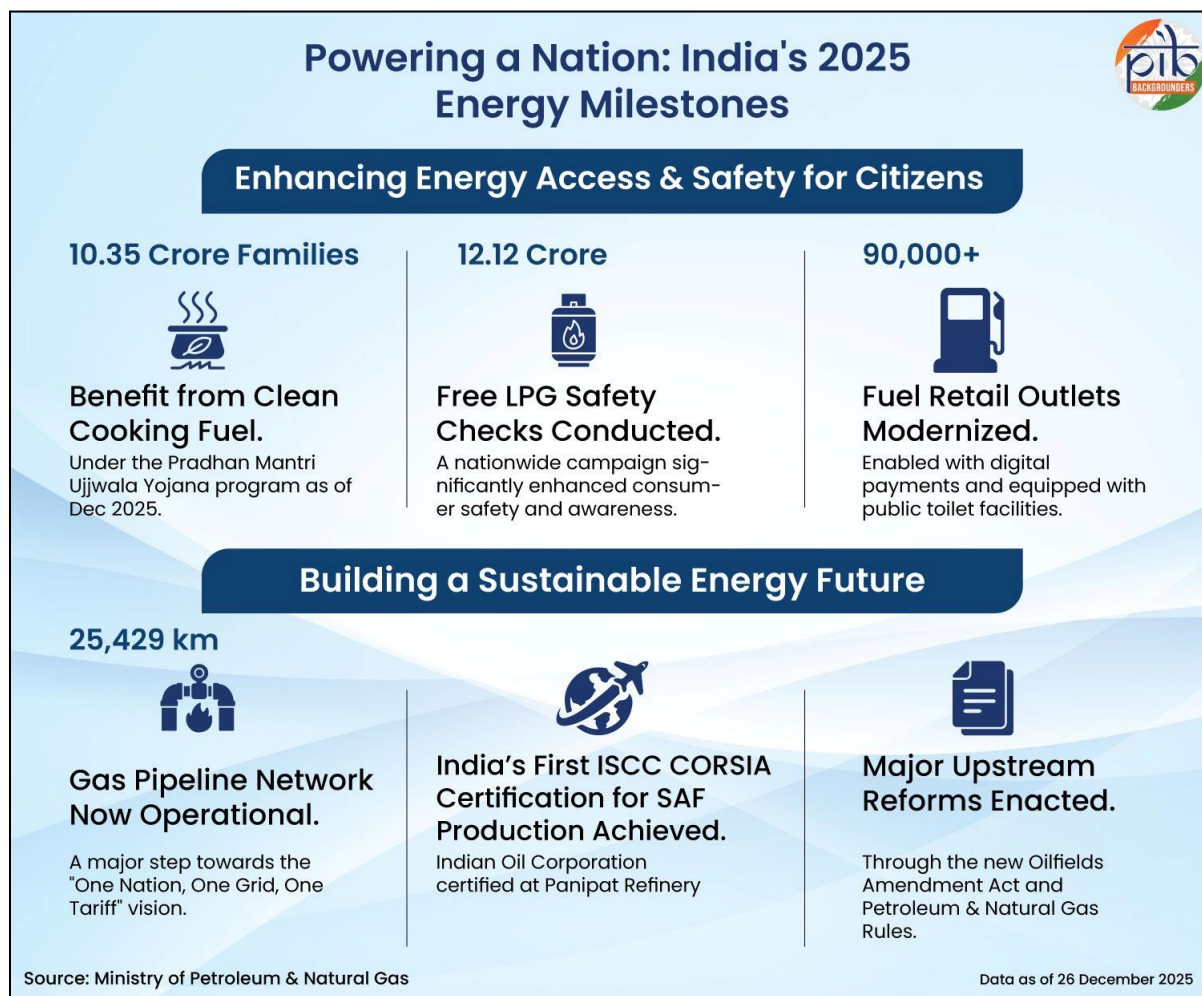 Powering a Nation: India's 2025
Energy Milestones
pib
BACKGROUNDERS
Enhancing Energy Access & Safety for Citizens
10.35 Crore Families
Benefit from Clean
Cooking Fuel.
Under the Pradhan Mantri
Ujjwala Yojana program as of
Dec 2025.
12.12 Crore
Free LPG Safety
Checks Conducted.
A nationwide campaign sig-
nificantly enhanced consum-
er safety and awareness.
90,000+
Fuel Retail Outlets
Modernized.
Enabled with digital
payments and equipped with
public toilet facilities.
Building a Sustainable Energy Future
25,429 km
Gas Pipeline Network
Now Operational.
A major step towards the
"One Nation, One Grid, One
Tariff" vision.
India’s First ISCC CORSIA
Certification for SAF
Production Achieved.
Indian Oil Corporation
certified at Panipat Refinery
Major Upstream
Reforms Enacted.
Through the new Oilfields
Amendment Act and
Petroleum & Natural Gas
Rules.
Source: Ministry of Petroleum & Natural Gas
Data as of 26 December 2025